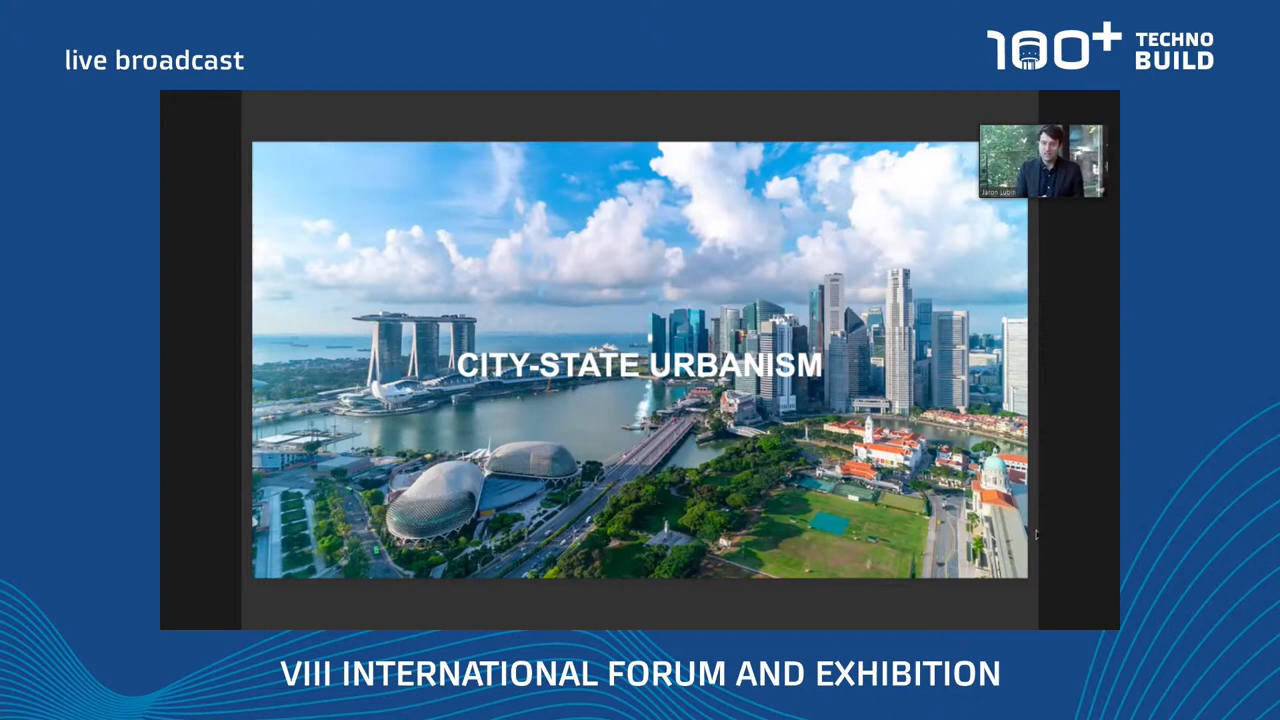 live broadcast
100+ TECHNO
BUILD
Jaron Lubin
CITY-STATE URBANISM
VIII INTERNATIONAL FORUM AND EXHIBITION